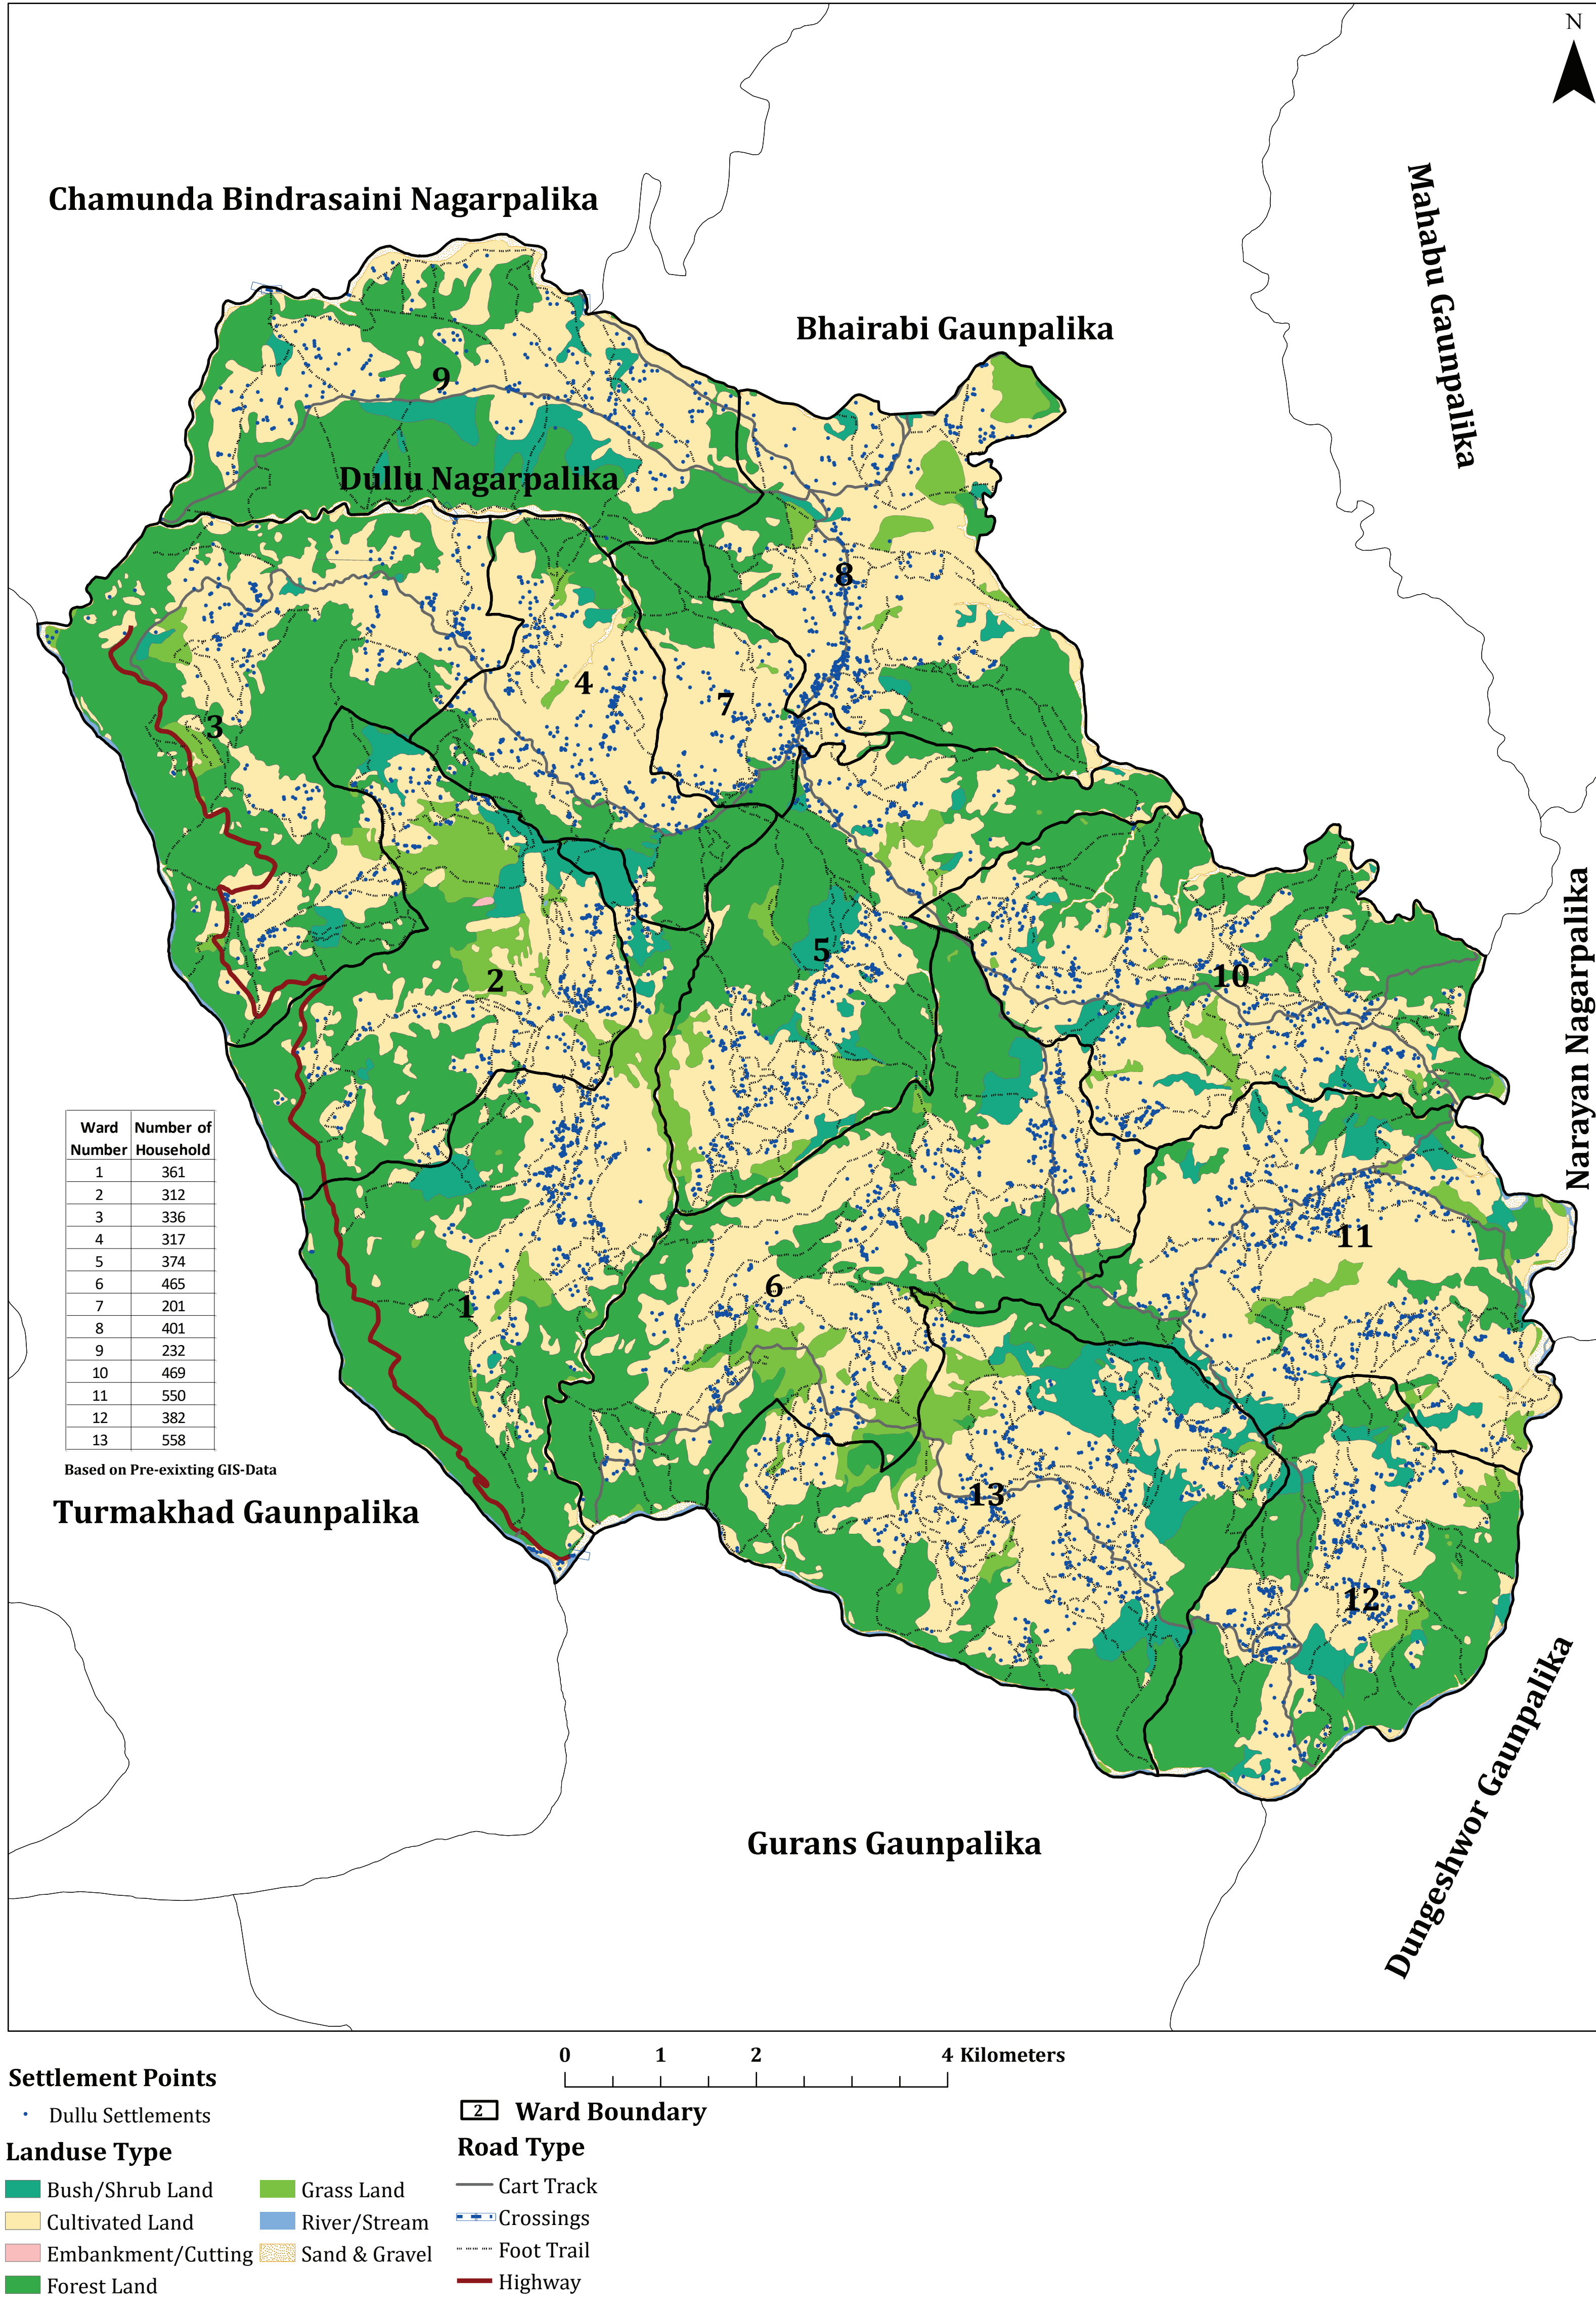 N
Chamunda Bindrasaini Nagarpalika
Mahabu Gaunpalika
Bhairabi Gaunpalika
9
Dullu Nagarpalika
8
4
7
3
5
10
2
Narayan Nagarpalika
Ward Number Number of Household
1 361
2 312
3 336
4 317
5 374
6 465
7 201
8 401
9 232
10 469
11 550
12 382
13 558
Based on Pre-exixting GIS-Data
11
6
1
13
Turmakhad Gaunpalika
12
Dungeshwor Gaunpalika
Gurans Gaunpalika
0 1 2 4 Kilometers
Settlement Points
Dullu Settlements
Landuse Type
Bush/Shrub Land
Cultivated Land
Embankment/Cutting
Forest Land
Grass Land
River/Stream
Sand & Gravel
2 Ward Boundary
Road Type
Cart Track
Crossings
Foot Trail
Highway